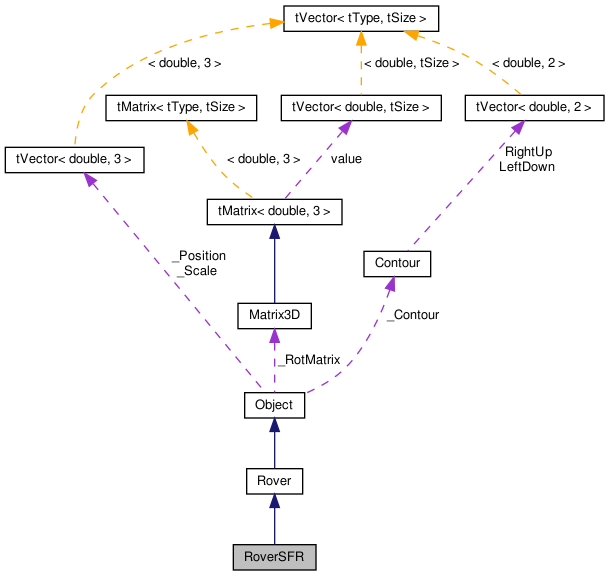 tVector< tType, tSize >
< double, 3 >
< double, tSize >
< double, 2 >
tMatrix< tType, tSize >
tVector< double, tSize >
tVector< double, 2 >
tVector< double, 3 >
< double, 3 >
value
RightUp
LeftDown
tMatrix< double, 3 >
_Position
_Scale
Contour
Matrix3D
_Contour
_RotMatrix
Object
Rover
RoverSFR